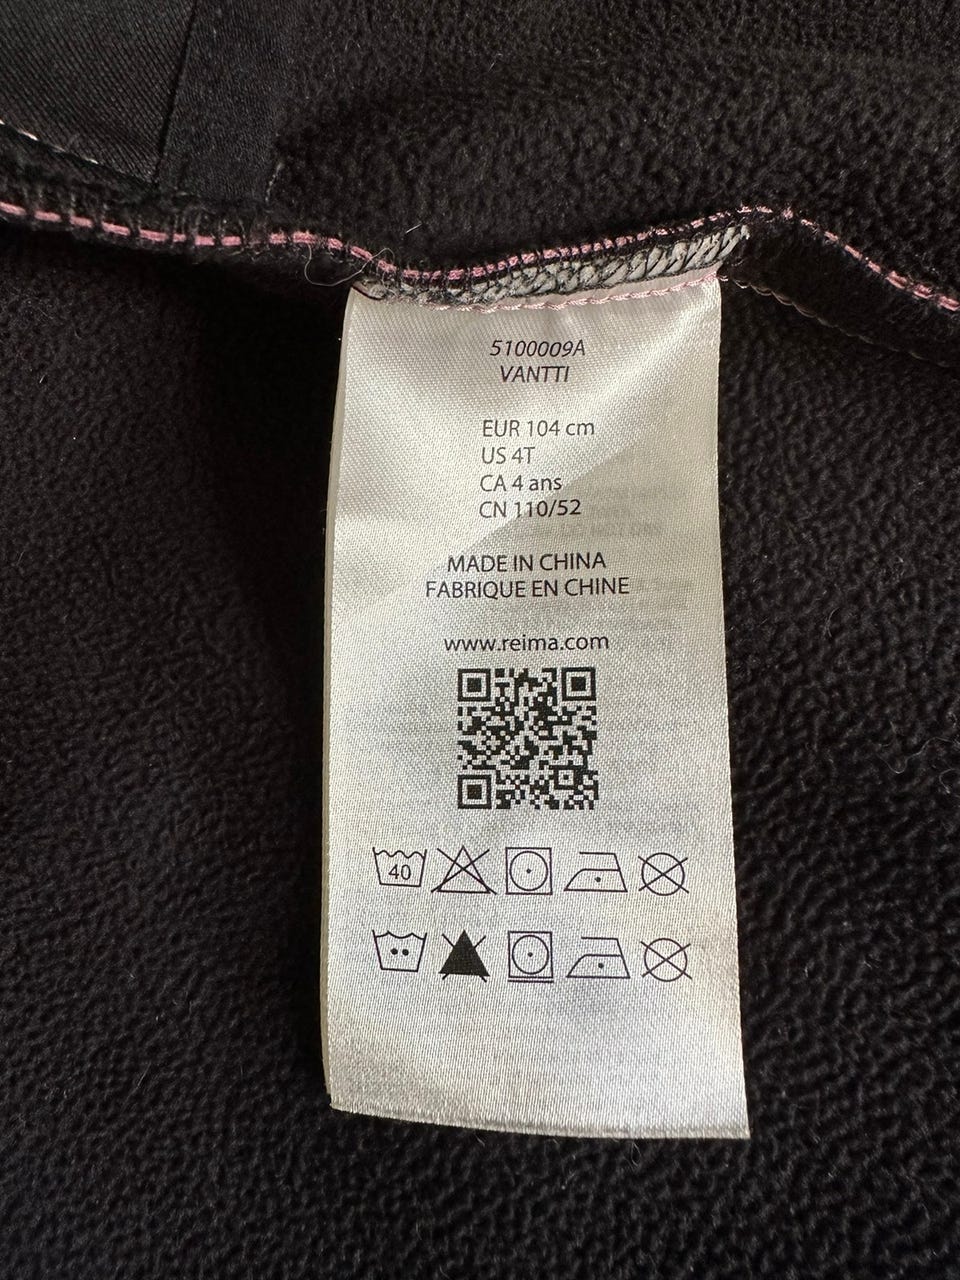 5100009A
VANTTI
EUR 104 cm
US 4T
CA 4 ans
CN 110/52
MADE IN CHINA
FABRIQUE EN CHINE
www.reima.com
40